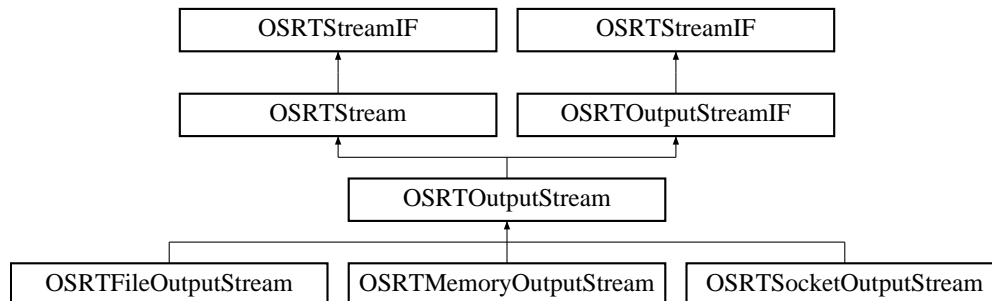 OSRTStreamIF
OSRTStreamIF
OSRTStream
OSRTOutputStreamIF
OSRTOutputStream
OSRTFileOutputStream
OSRTMemoryOutputStream
OSRTSocketOutputStream